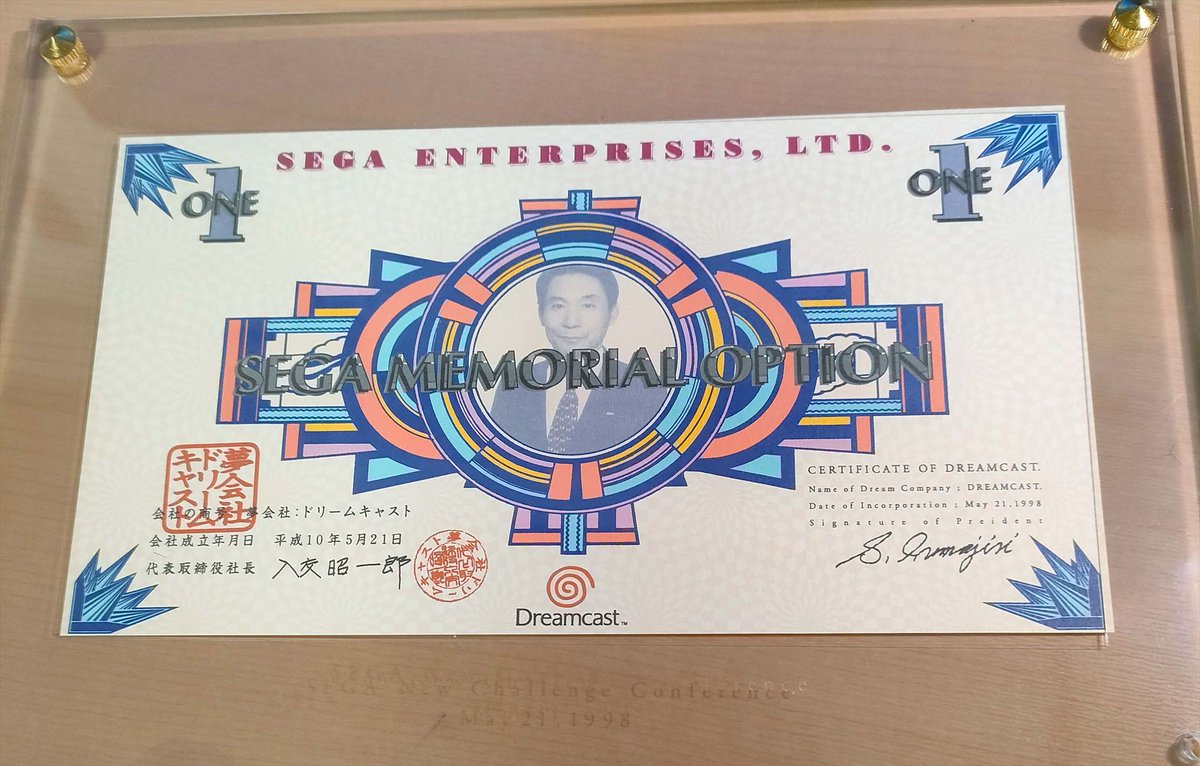 SEGA ENTERPRISES, LTD.
1
ONE
1
ONE
SEGA MEMORIAL OPTION
夢会社
ドリーム
キャスト
会社の商号 夢会社:ドリームキャスト
会社成立年月日 平成10年5月21日
代表取締役社長 入交昭一郎
CERTIFICATE OF DREAMCAST.
Name of Dream Company ; DREAMCAST.
Date of Incorporation ; May 21,1998
Signature of President
S. Irimajiri
Dreamcast™
SEGA New Challenge Conference
May 21, 1998